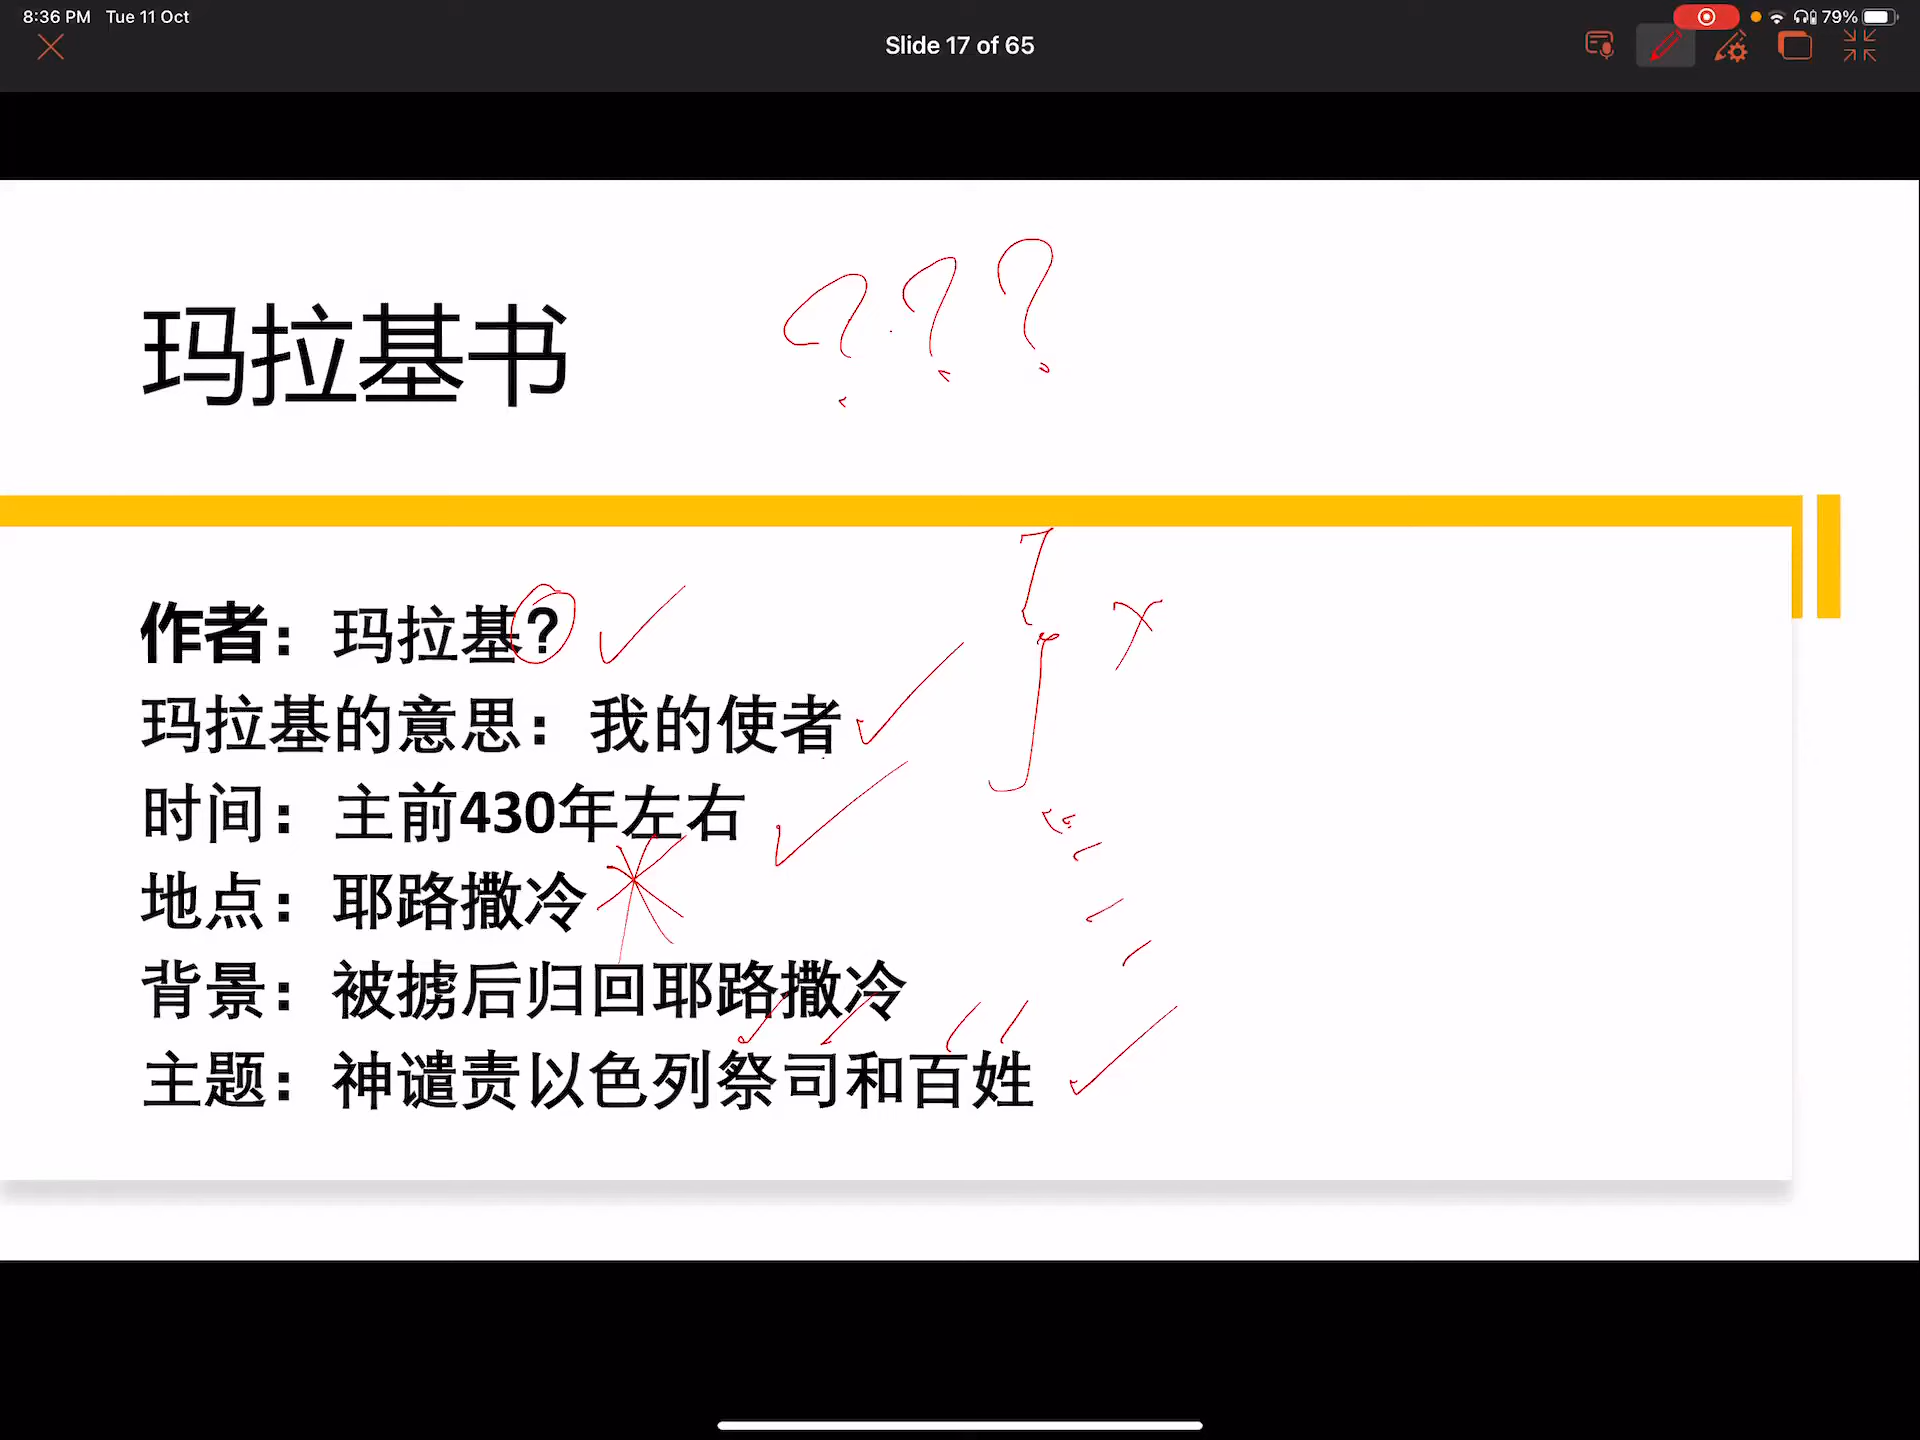 8:36 PM Tue 11 Oct
79%
Slide 17 of 65
玛拉基书
???
作者：玛拉基?
玛拉基的意思：我的使者
时间：主前430年左右
地点：耶路撒冷
背景：被掳后归回耶路撒冷
主题：神谴责以色列祭司和百姓